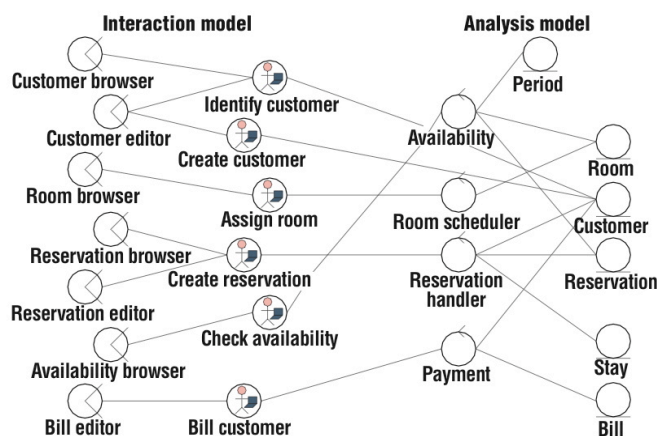 Interaction model
Analysis model
Customer browser
Identify customer
Period
Customer editor
Create customer
Availability
Room
Room browser
Assign room
Room scheduler
Customer
Reservation browser
Create reservation
Reservation
handler
Reservation
Reservation editor
Check availability
Availability browser
Payment
Stay
Bill editor
Bill customer
Bill